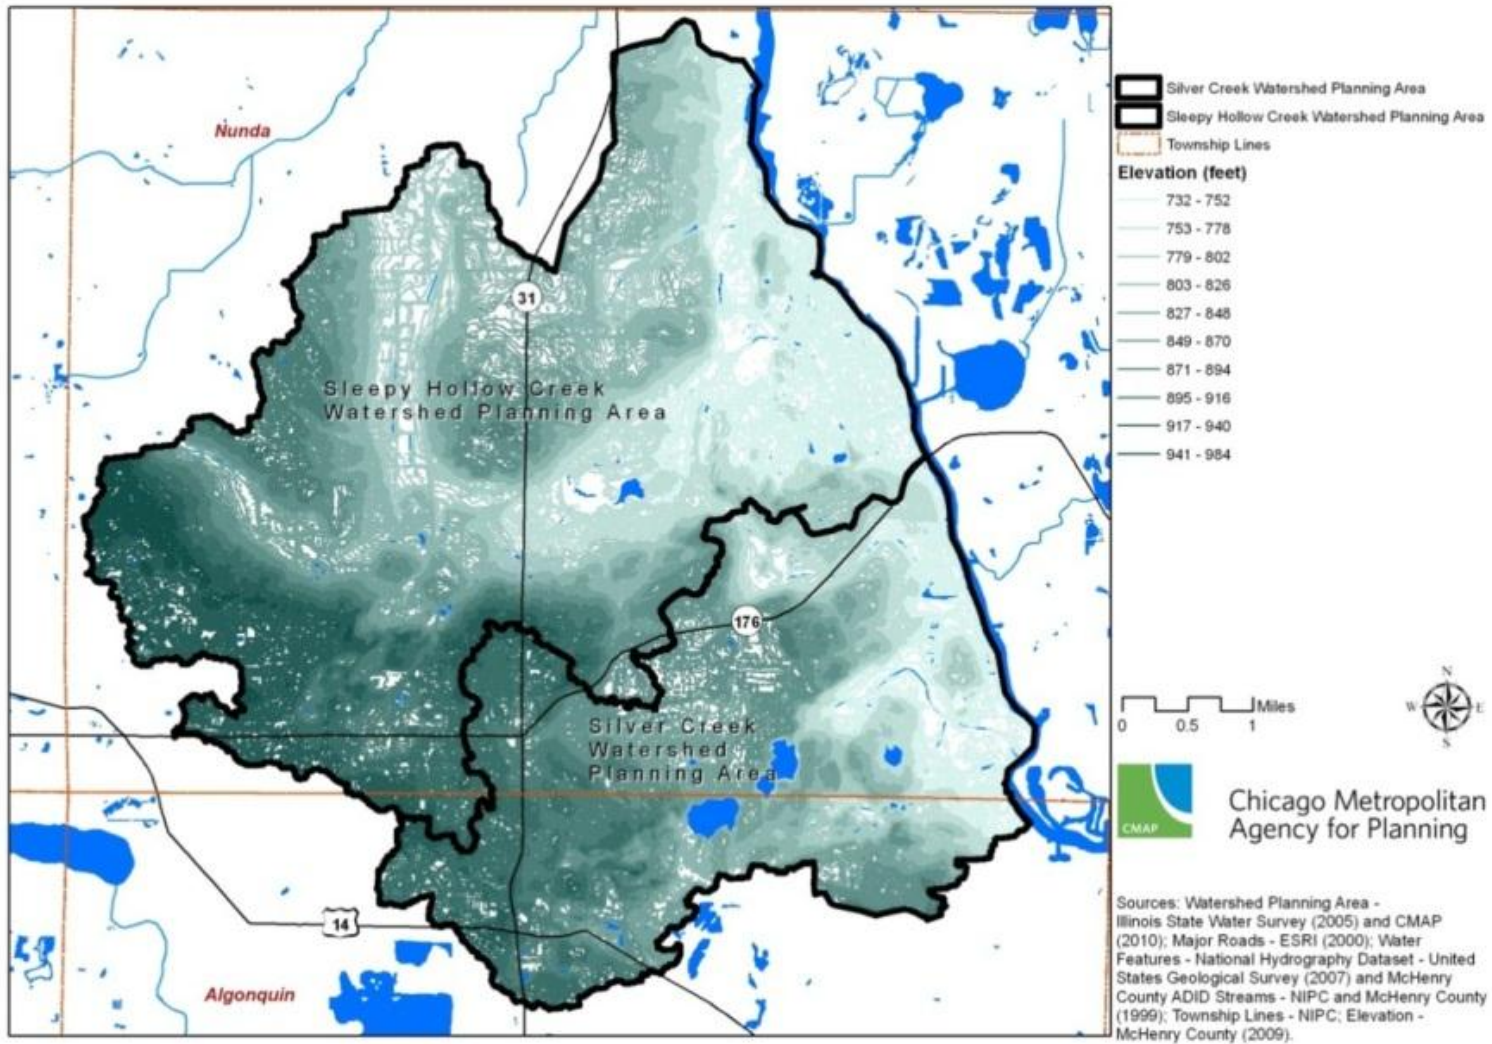 Nunda
31
Sleepy Hollow Creek
Watershed Planning Area
176
Silver Creek
Watershed
Planning Area
14
Algonquin
Silver Creek Watershed Planning Area
Sleepy Hollow Creek Watershed Planning Area
Township Lines
Elevation (feet)
732 - 752
753 - 778
779 - 802
803 - 826
827 - 848
849 - 870
871 - 894
895 - 916
917 - 940
941 - 984
N
W E
S
Miles
0 0.5 1
CMAP
Chicago Metropolitan
Agency for Planning
Sources: Watershed Planning Area -
Illinois State Water Survey (2005) and CMAP
(2010); Major Roads - ESRI (2000); Water
Features - National Hydrography Dataset - United
States Geological Survey (2007) and McHenry
County ADID Streams - NIPC and McHenry County
(1999); Township Lines - NIPC; Elevation -
McHenry County (2009).